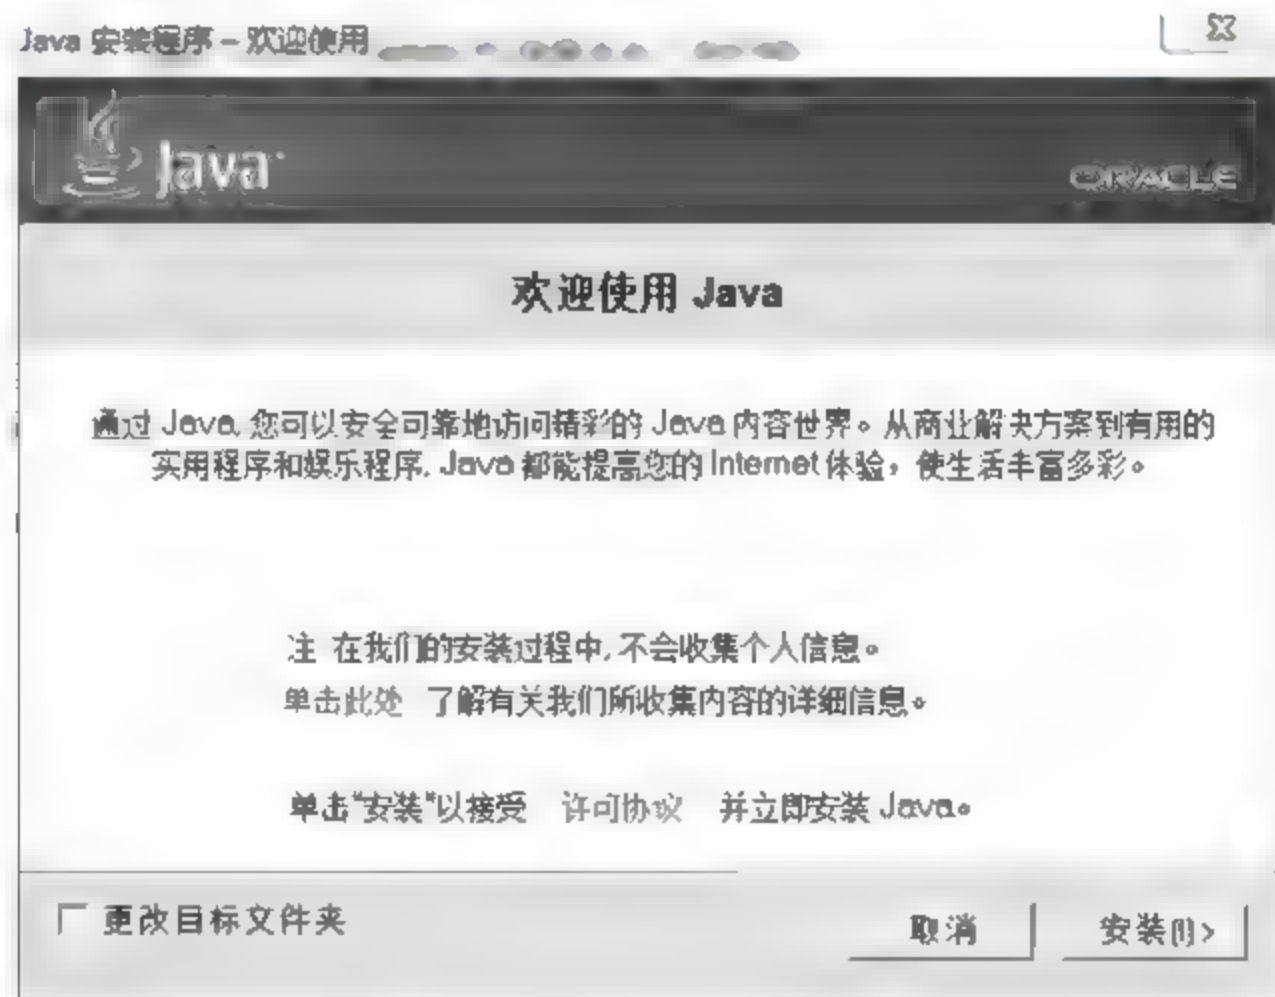 Java 安装程序 - 欢迎使用
Java
ORACLE
欢迎使用 Java
通过 Java, 您可以安全可靠地访问精彩的 Java 内容世界。从商业解决方案到有用的
实用程序和娱乐程序, Java 都能提高您的 Internet 体验, 使生活丰富多彩。
注 在我们的安装过程中, 不会收集个人信息。
单击此处 了解有关我们所收集内容的详细信息。
单击"安装"以接受 许可协议 并立即安装 Java。
更改目标文件夹
取消
安装(I) >